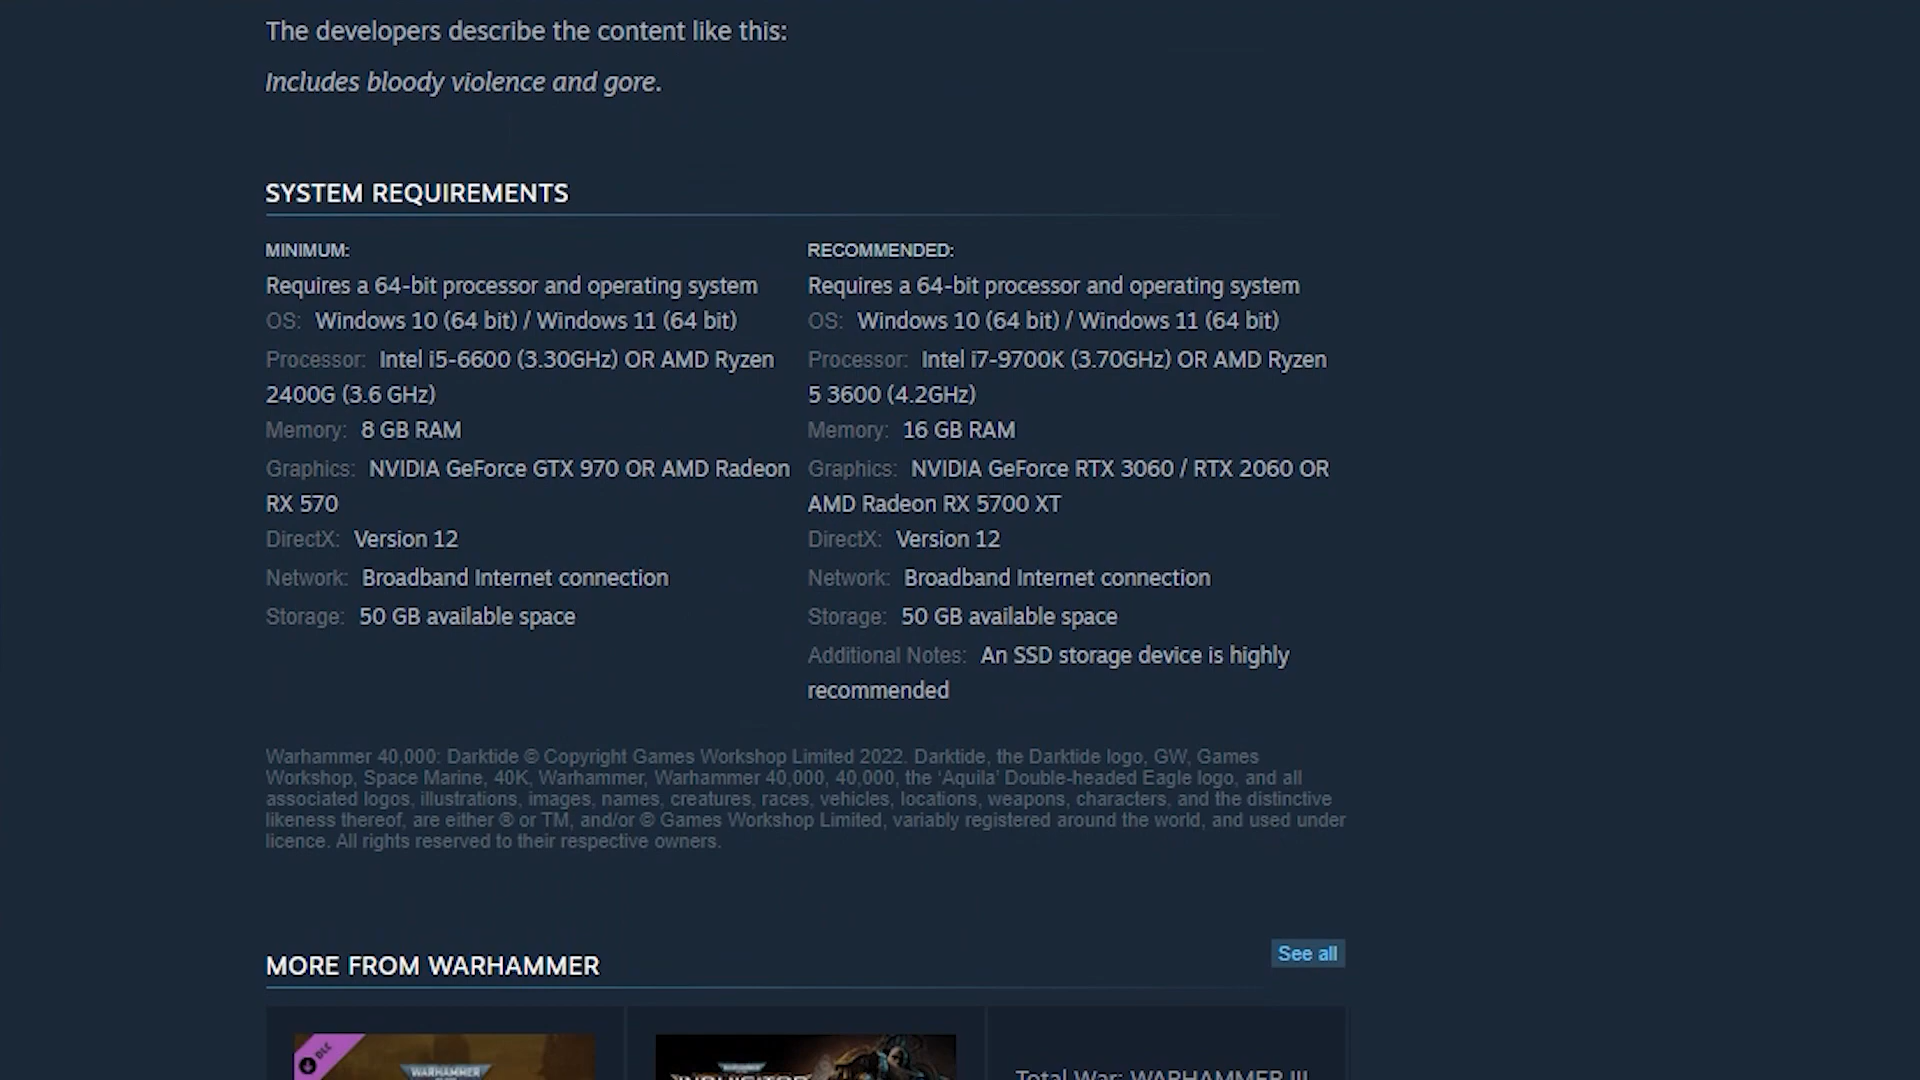 The developers describe the content like this:
Includes bloody violence and gore.
SYSTEM REQUIREMENTS
MINIMUM:
Requires a 64-bit processor and operating system
OS: Windows 10 (64 bit) / Windows 11 (64 bit)
Processor: Intel i5-6600 (3.30GHz) OR AMD Ryzen
2400G (3.6 GHz)
Memory: 8 GB RAM
Graphics: NVIDIA GeForce GTX 970 OR AMD Radeon
RX 570
DirectX: Version 12
Network: Broadband Internet connection
Storage: 50 GB available space
RECOMMENDED:
Requires a 64-bit processor and operating system
OS: Windows 10 (64 bit) / Windows 11 (64 bit)
Processor: Intel i7-9700K (3.70GHz) OR AMD Ryzen
5 3600 (4.2GHz)
Memory: 16 GB RAM
Graphics: NVIDIA GeForce RTX 3060 / RTX 2060 OR
AMD Radeon RX 5700 XT
DirectX: Version 12
Network: Broadband Internet connection
Storage: 50 GB available space
Additional Notes: An SSD storage device is highly
recommended
Warhammer 40,000: Darktide © Copyright Games Workshop Limited 2022. Darktide, the Darktide logo, GW, Games
Workshop, Space Marine, 40K, Warhammer, Warhammer 40,000, 40,000, the ‘Aquila’ Double-headed Eagle logo, and all
associated logos, illustrations, images, names, creatures, races, vehicles, locations, weapons, characters, and the distinctive
likeness thereof, are either ® or TM, and/or © Games Workshop Limited, variably registered around the world, and used under
licence. All rights reserved to their respective owners.
MORE FROM WARHAMMER
See all
DLC
WARHAMMER
INQUISITOR
Total War: WARHAMMER III